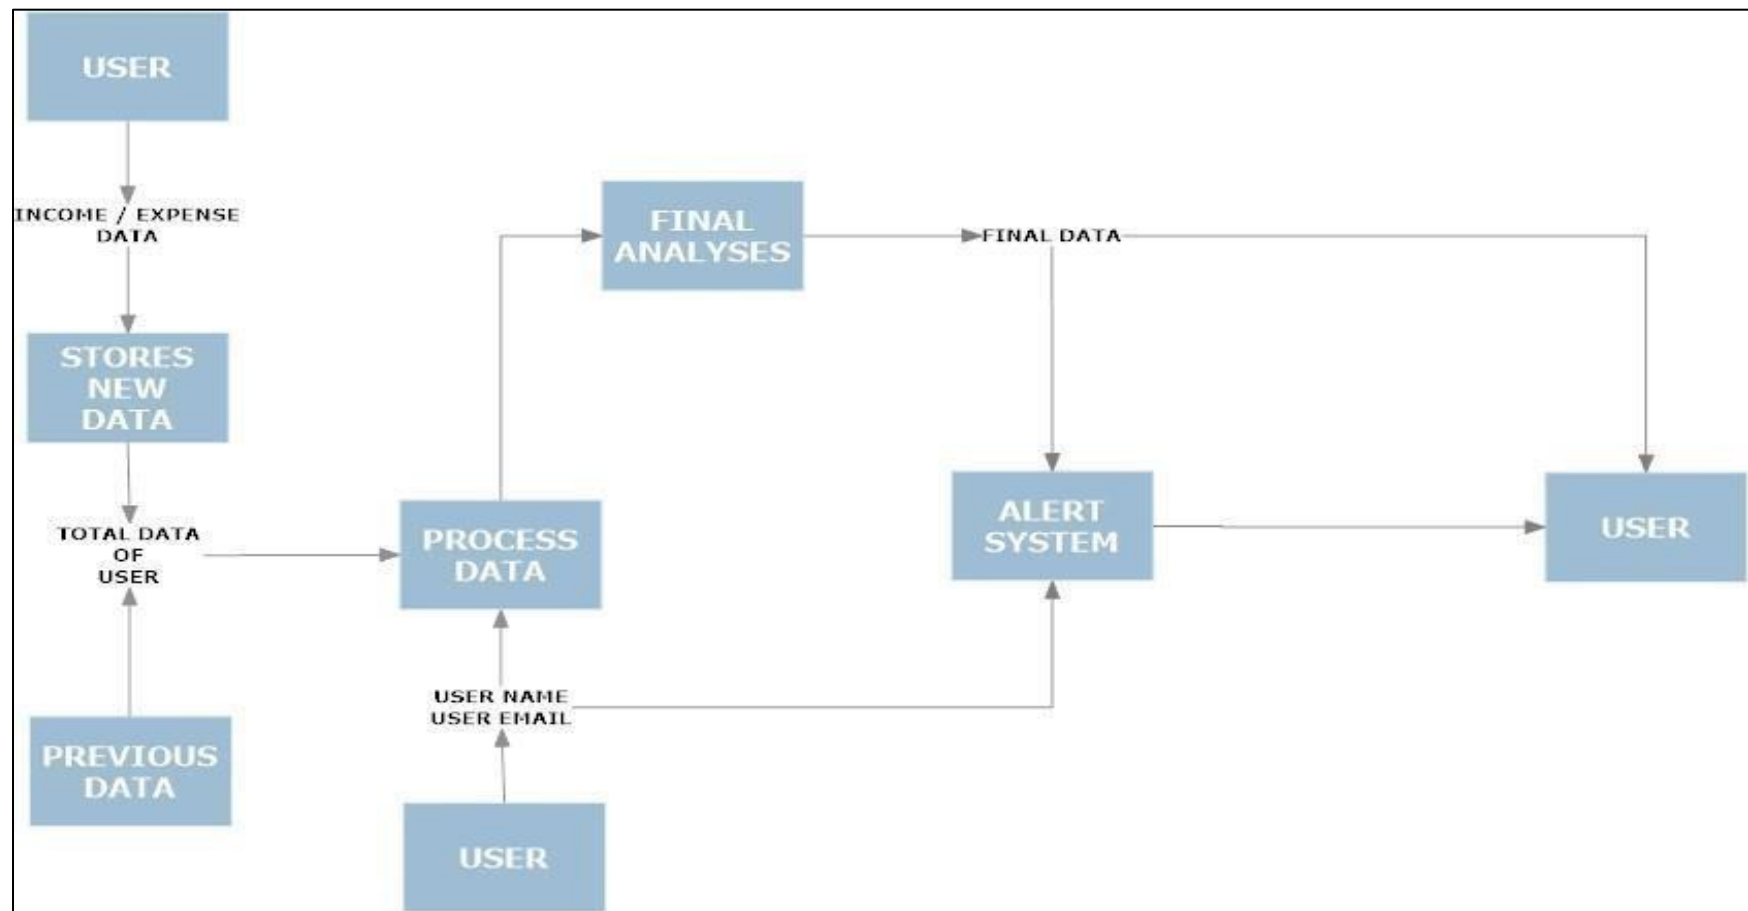 USER
INCOME / EXPENSE
DATA
STORES
NEW
DATA
TOTAL DATA
OF
USER
PREVIOUS
DATA
PROCESS
DATA
USER NAME
USER EMAIL
USER
FINAL
ANALYSES
FINAL DATA
ALERT
SYSTEM
USER